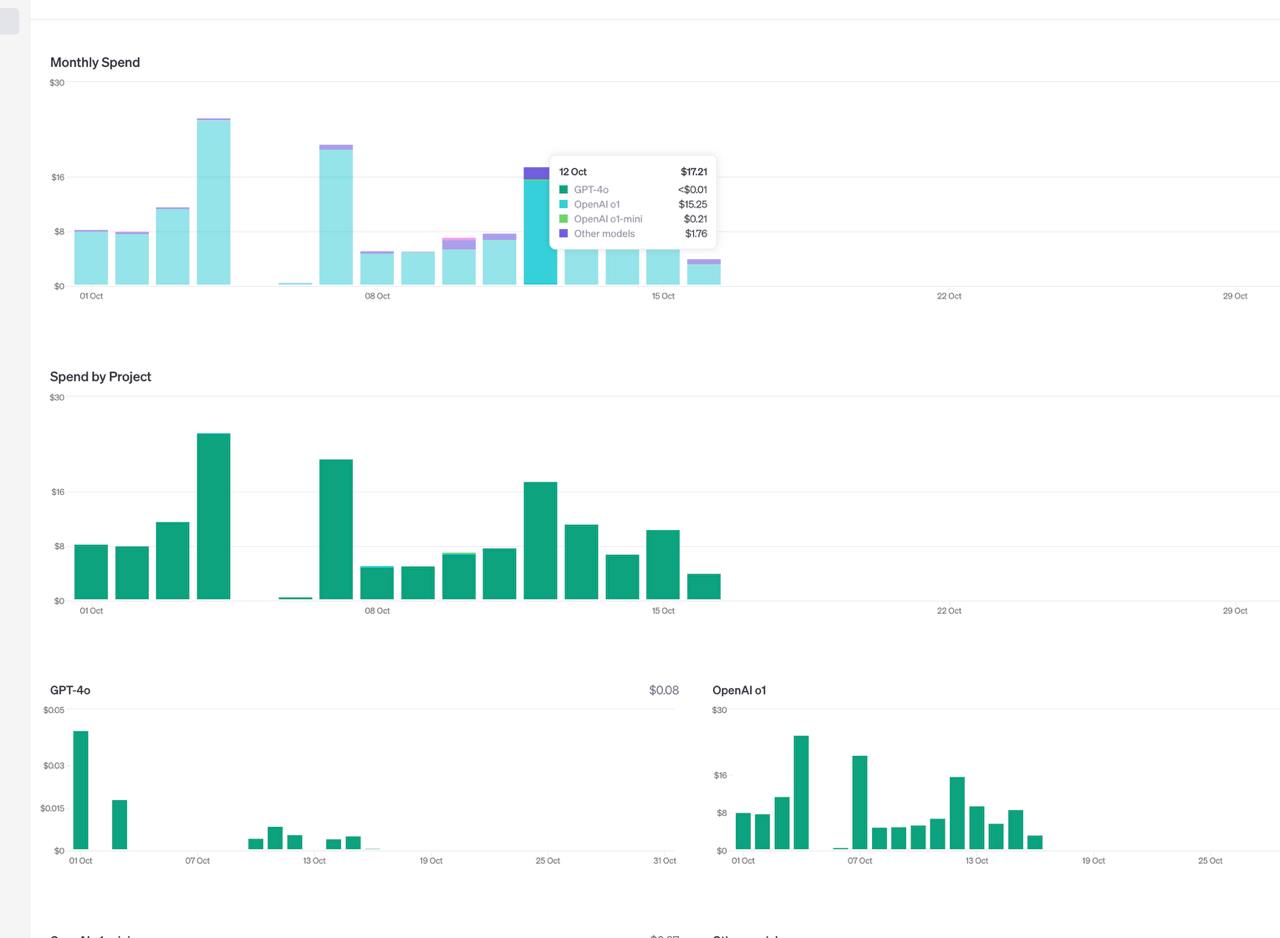 Monthly Spend
$30
$16
$8
$0
01 Oct
08 Oct
15 Oct
22 Oct
29 Oct
12 Oct $17.21
GPT-4o <$0.01
OpenAI o1 $15.25
OpenAI o1-mini $0.21
Other models $1.76
Spend by Project
$30
$16
$8
$0
01 Oct
08 Oct
15 Oct
22 Oct
29 Oct
GPT-4o $0.08
$0.05
$0.03
$0.015
$0
01 Oct
07 Oct
13 Oct
19 Oct
25 Oct
31 Oct
OpenAI o1
$30
$16
$8
$0
01 Oct
07 Oct
13 Oct
19 Oct
25 Oct